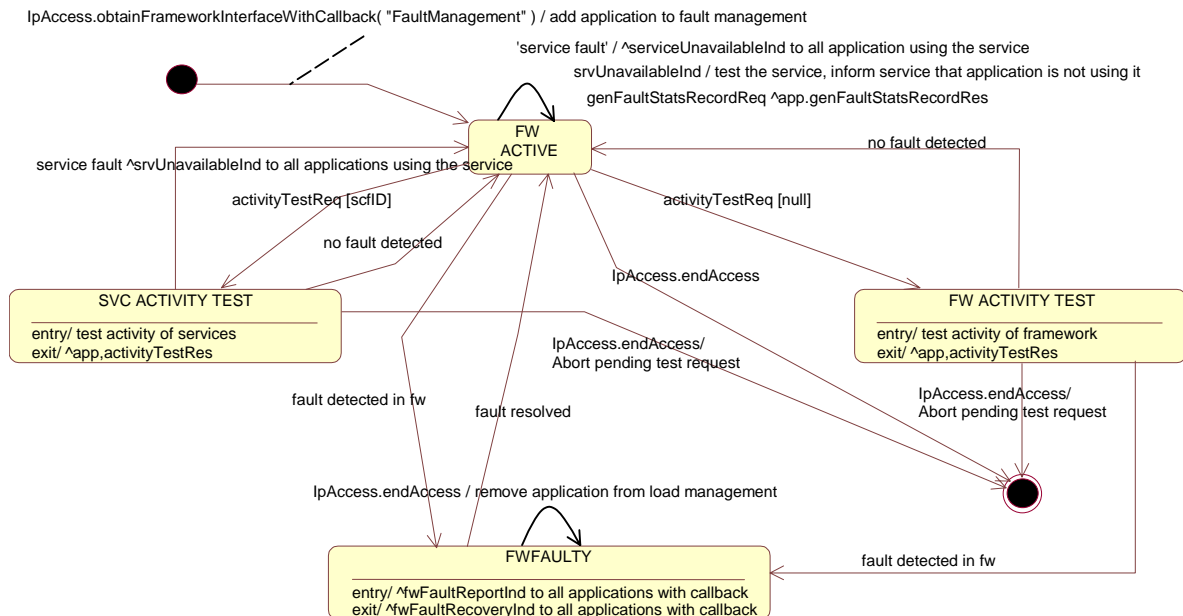 IpAccess.obtainFrameworkInterfaceWithCallback( "FaultManagement" ) / add application to fault management
'service fault' / ^serviceUnavailableInd to all application using the service
srvUnavailableInd / test the service, inform service that application is not using it
genFaultStatsRecordReq ^app.genFaultStatsRecordRes
FW
ACTIVE
no fault detected
service fault ^srvUnavailableInd to all applications using the service
activityTestReq [scfID]
activityTestReq [null]
no fault detected
IpAccess.endAccess
SVC ACTIVITY TEST
entry/ test activity of services
exit/ ^app,activityTestRes
FW ACTIVITY TEST
entry/ test activity of framework
exit/ ^app,activityTestRes
IpAccess.endAccess/
Abort pending test request
fault detected in fw
fault resolved
IpAccess.endAccess/
Abort pending test request
IpAccess.endAccess / remove application from load management
FWFAULTY
entry/ ^fwFaultReportInd to all applications with callback
exit/ ^fwFaultRecoveryInd to all applications with callback
fault detected in fw